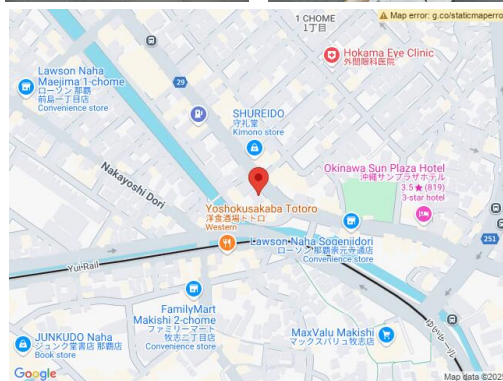 1 CHOME
1丁目
Map error: g.co/staticmaperro
Hokama Eye Clinic
外間眼科医院
Lawson Naha
Maejima 1-chome
ローソン 那覇
前島一丁目店
Convenience store
29
SHUREIDO
守礼堂
Kimono store
Okinawa Sun Plaza Hotel
沖縄サンプラザホテル
3.5★ (819)
3-star hotel
Nakayoshi Dori
Yoshokusakaba Totoro
洋食酒場トトロ
Western
251
Lawson Naha Sogenjidori
ローソン 那覇崇元寺通店
Convenience store
Yui-Rail
FamilyMart
Makishi 2-chome
ファミリーマート
牧志二丁目店
Convenience store
ゆいレール
JUNKUDO Naha
ジュンク堂書店 那覇店
Book store
MaxValu Makishi
マックスバリュ牧志店
Google
Map data ©202